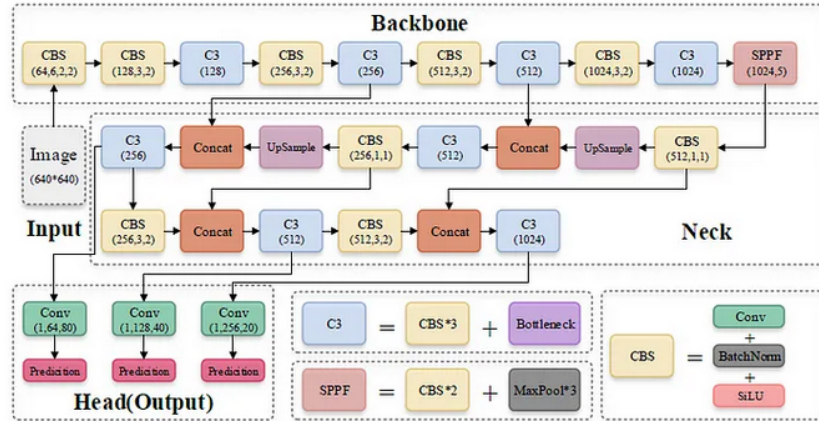 Backbone
CBS
(64,6,2,2)
CBS
(128,3,2)
C3
(128)
CBS
(256,3,2)
C3
(256)
CBS
(512,3,2)
C3
(512)
CBS
(1024,3,2)
C3
(1024)
SPPF
(1024,5)
Image
(640*640)
Input
C3
(256)
Concat
UpSample
CBS
(256,1,1)
C3
(512)
Concat
UpSample
CBS
(512,1,1)
CBS
(256,3,2)
Concat
C3
(512)
CBS
(512,3,2)
Concat
C3
(1024)
Neck
Conv
(1,64,80)
Conv
(1,128,40)
Conv
(1,256,20)
Predicition
Predicition
Predicition
Head(Output)
C3 = CBS*3 + Bottleneck
SPPF = CBS*2 + MaxPool*3
CBS =
Conv
+
BatchNorm
+
SiLU